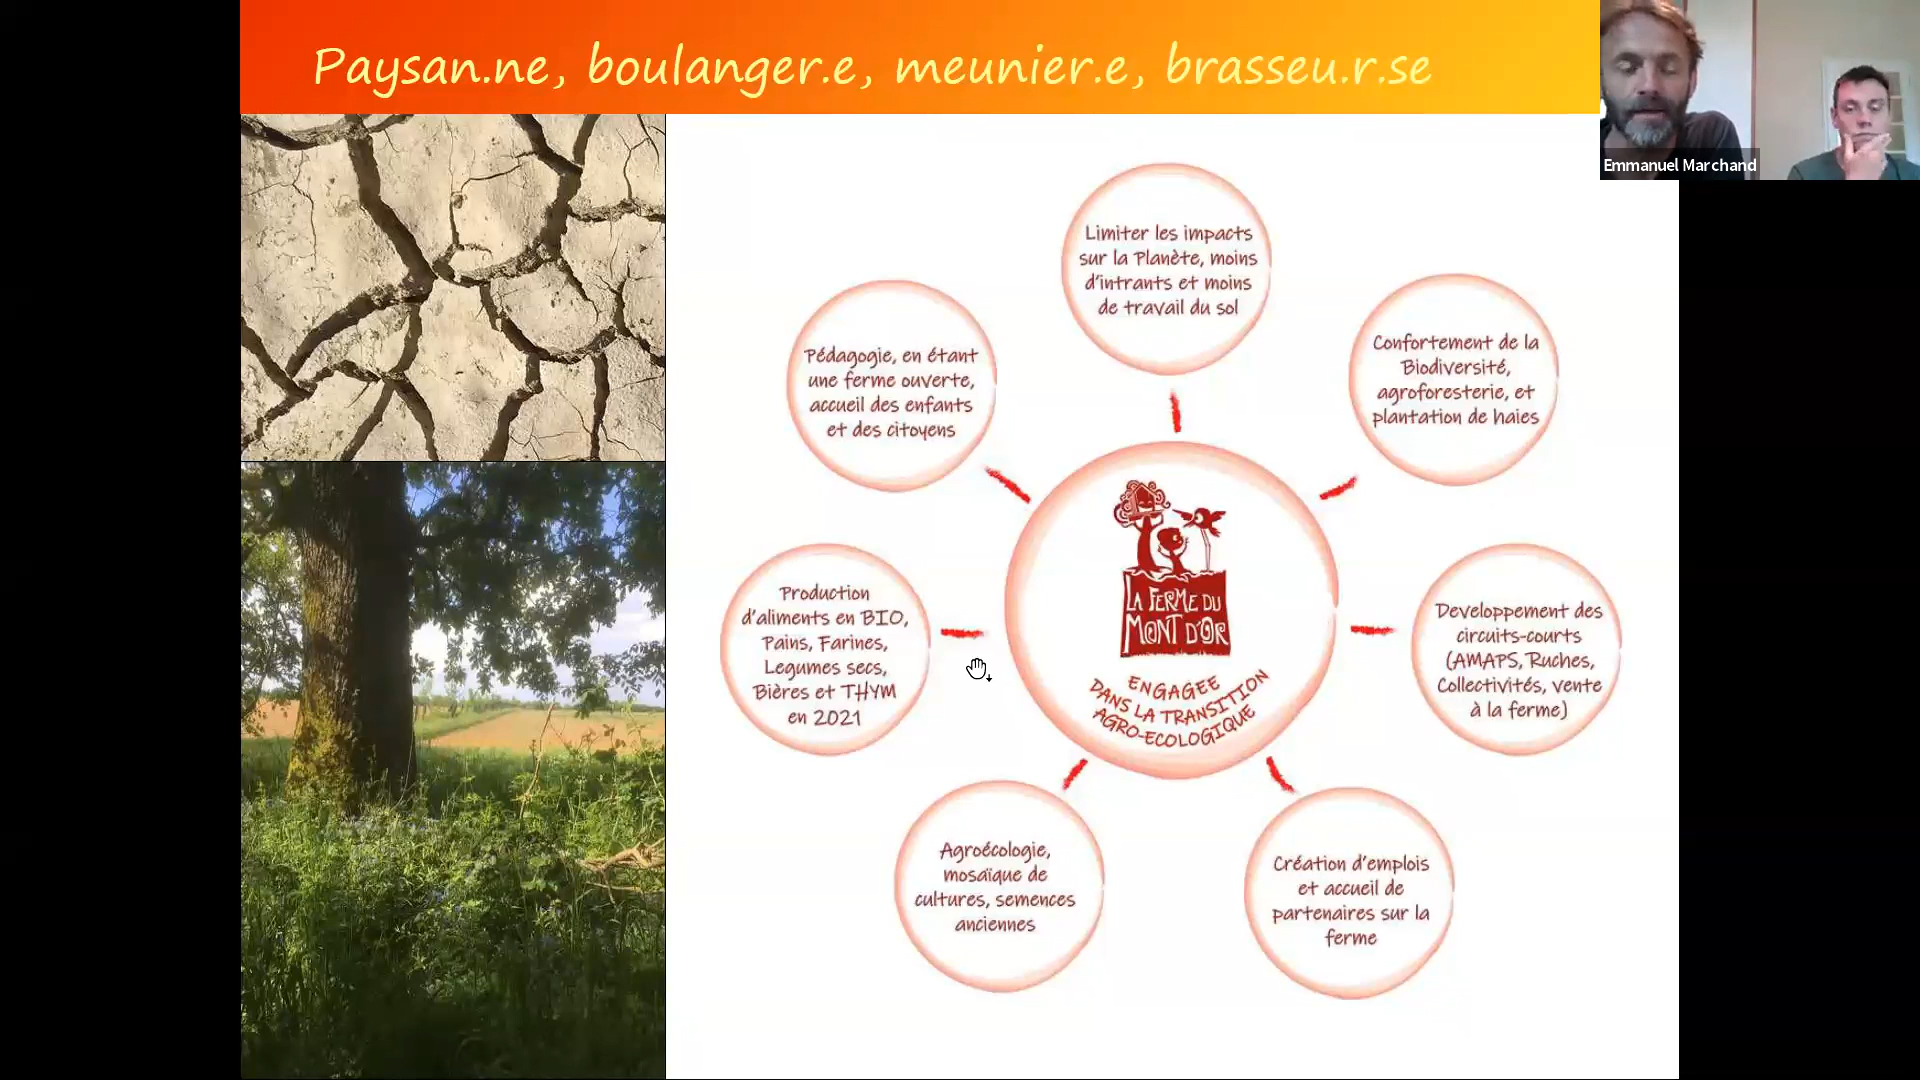 Paysan.ne, boulanger.e, meunier.e, brasseu.r.se
Emmanuel Marchand
Limiter les impacts
sur la Planète, moins
d'intrants et moins
de travail du sol
Pédagogie, en étant
une ferme ouverte,
accueil des enfants
et des citoyens
Confortement de la
Biodiversité,
agroforesterie, et
plantation de haies
Production
d'aliments en BIO,
Pains, Farines,
Legumes secs,
Bières et THYM
en 2021
LA FERME DU
MONT D'OR
ENGAGEE
DANS LA TRANSITION
AGRO-ECOLOGIQUE
Developpement des
circuits-courts
(AMAPS, Ruches,
Collectivités, vente
à la ferme)
Agroécologie,
mosaïque de
cultures, semences
anciennes
Création d'emplois
et accueil de
partenaires sur la
ferme